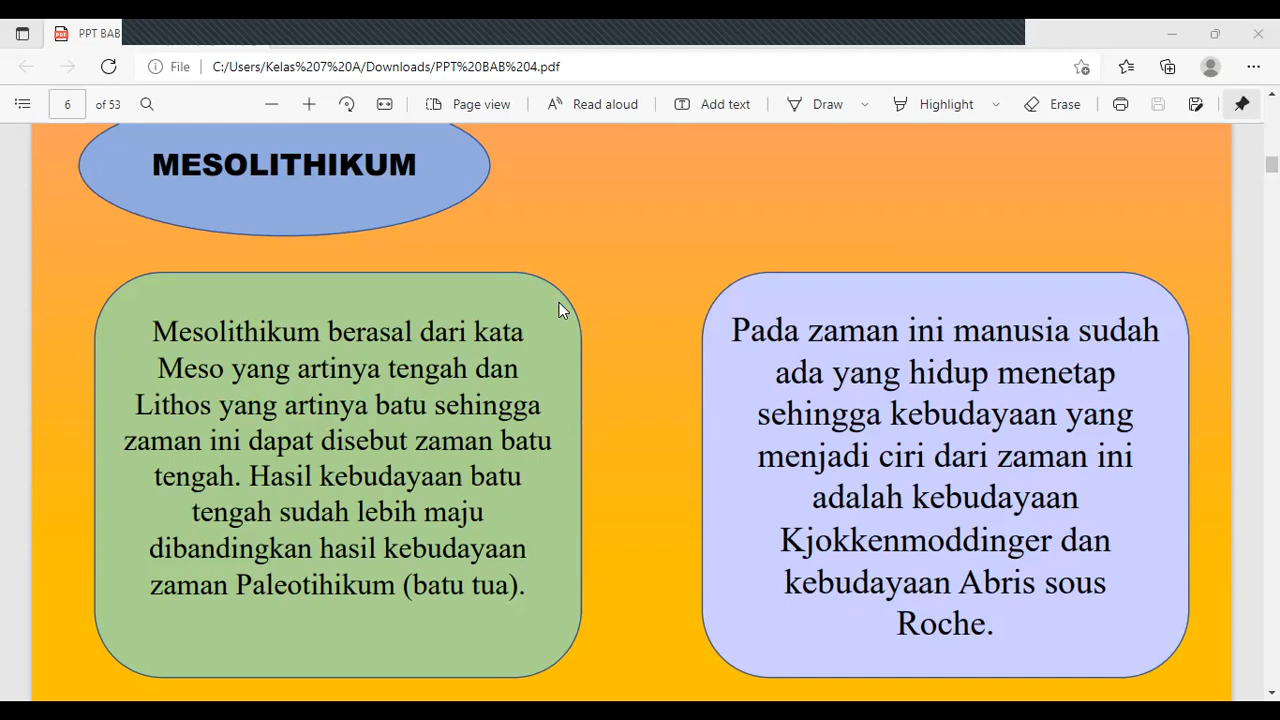 PPT BAB
File C:/Users/Kelas%207%20A/Downloads/PPT%20BAB%204.pdf
6 of 53 Page view Read aloud Add text Draw Highlight Erase
MESOLITHIKUM
Mesolithikum berasal dari kata
Meso yang artinya tengah dan
Lithos yang artinya batu sehingga
zaman ini dapat disebut zaman batu
tengah. Hasil kebudayaan batu
tengah sudah lebih maju
dibandingkan hasil kebudayaan
zaman Paleotihikum (batu tua).
Pada zaman ini manusia sudah
ada yang hidup menetap
sehingga kebudayaan yang
menjadi ciri dari zaman ini
adalah kebudayaan
Kjokkenmoddinger dan
kebudayaan Abris sous
Roche.